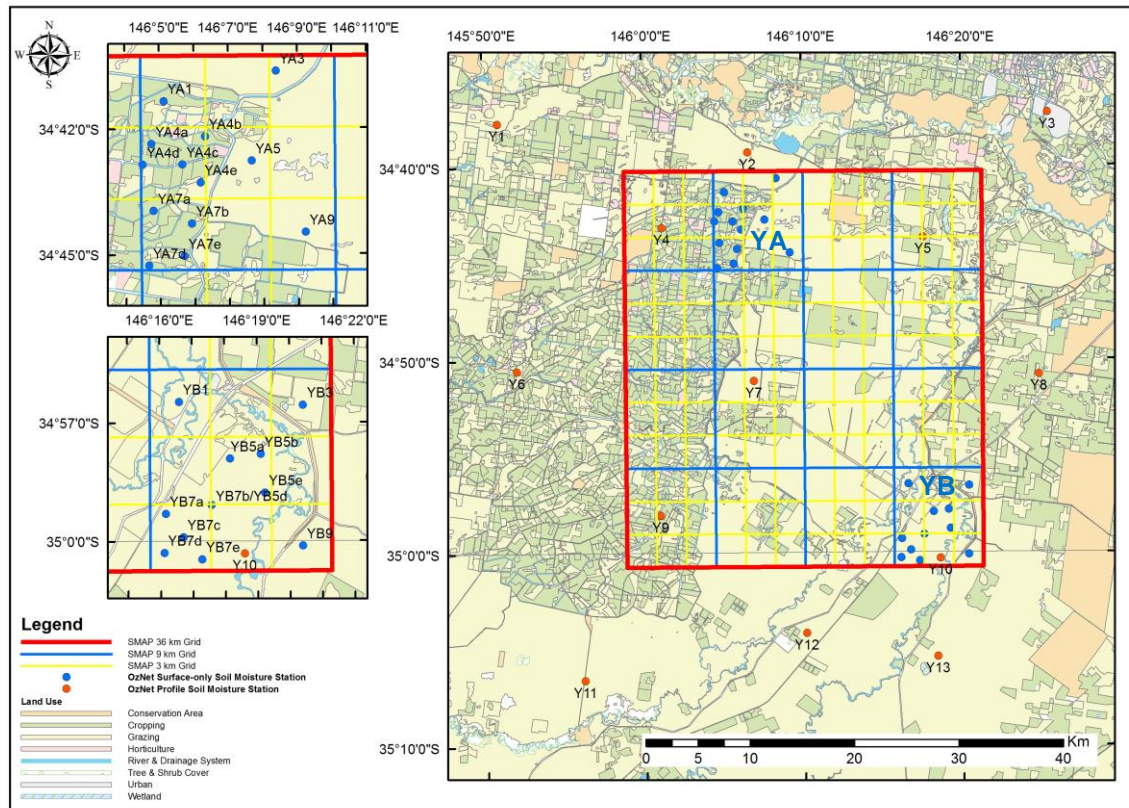 146°5'0"E 146°7'0"E 146°9'0"E 146°11'0"E
N
W E
S
YA3
YA1
34°42'0"S
YA4b
YA4a
YA4d YA4c YA5
YA4e
YA7a
YA7b
YA9
34°45'0"S
YA7e
YA7d
146°16'0"E 146°19'0"E 146°22'0"E
YB1 YB3
34°57'0"S
YB5a YB5b
YB5e
YB7a YB7b/YB5d
YB7c
35°0'0"S
YB7d YB7e YB9
Y10
Legend
SMAP 36 km Grid
SMAP 9 km Grid
SMAP 3 km Grid
OzNet Surface-only Soil Moisture Station
OzNet Profile Soil Moisture Station
Land Use
Conservation Area
Cropping
Grazing
Horticulture
River & Drainage System
Tree & Shrub Cover
Urban
Wetland
145°50'0"E 146°0'0"E 146°10'0"E 146°20'0"E
Y1 Y3
Y2
34°40'0"S
Y4 YA Y5
34°50'0"S
Y6 Y7 Y8
YB
Y9
35°0'0"S
Y10
Y12
Y13
Y11
35°10'0"S
Km
0 5 10 20 30 40